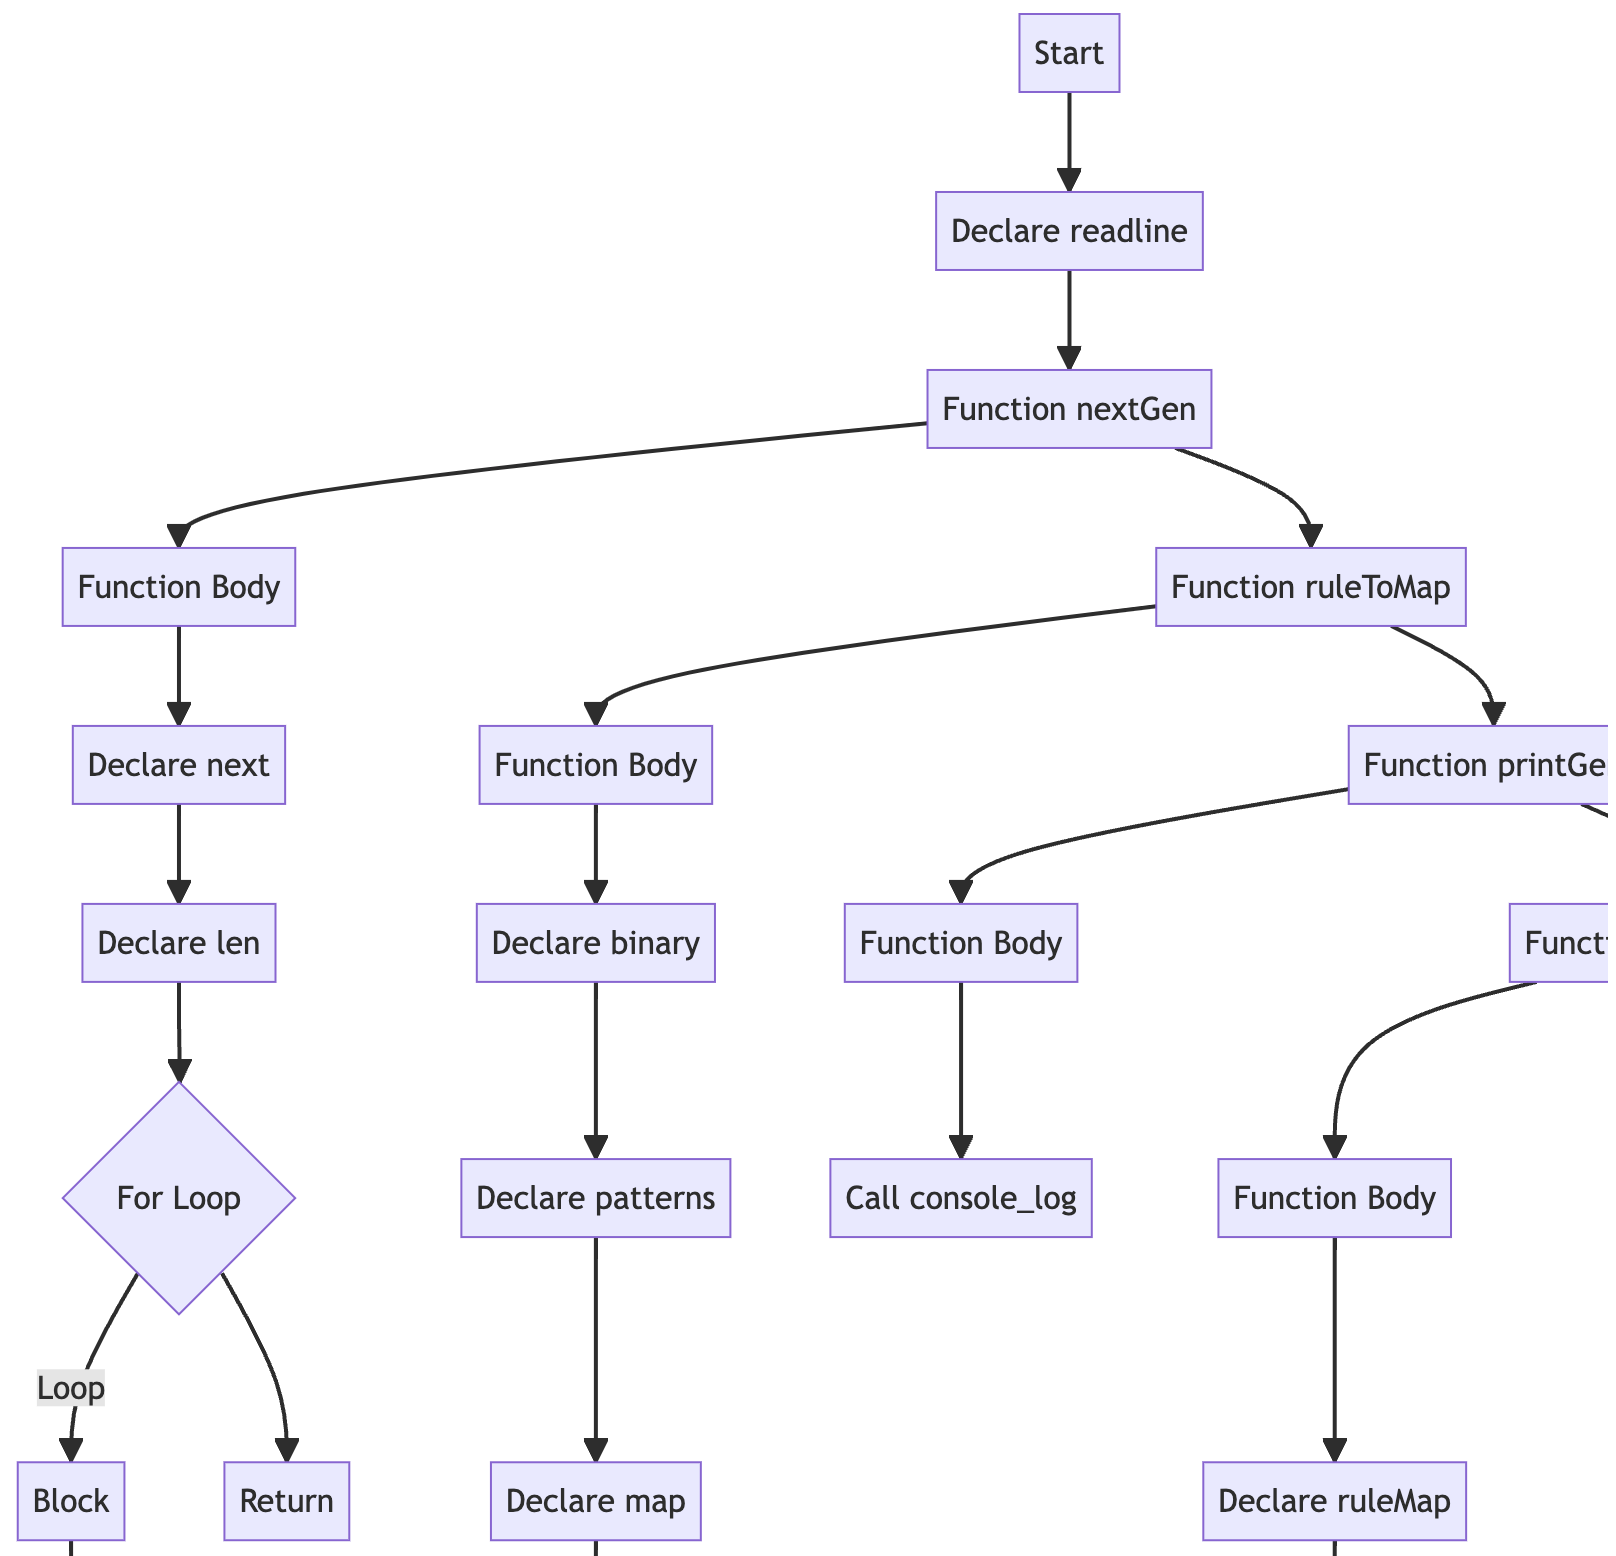 Start
Declare readline
Function nextGen
Function Body
Function ruleToMap
Declare next
Function Body
Function
Declare len
Declare binary
Function Body
For Loop
Declare patterns
Call console_log
Function Body
Loop
Block
Return
Declare map
Declare ruleMap